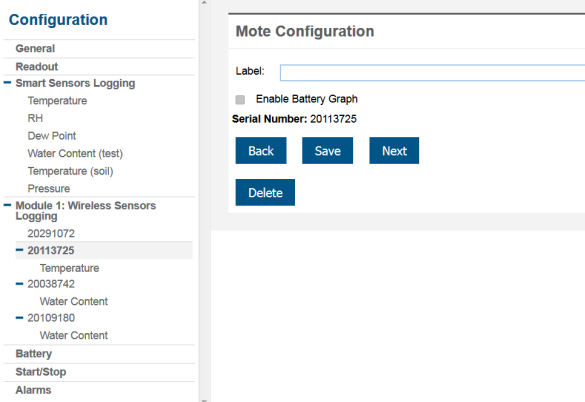 Configuration
General
Readout
Smart Sensors Logging
Temperature
RH
Dew Point
Water Content (test)
Temperature (soil)
Pressure
Module 1: Wireless Sensors
Logging
20291072
20113725
Temperature
20038742
Water Content
20109180
Water Content
Battery
Start/Stop
Alarms
Mote Configuration
Label:
Enable Battery Graph
Serial Number: 20113725
Back Save Next
Delete